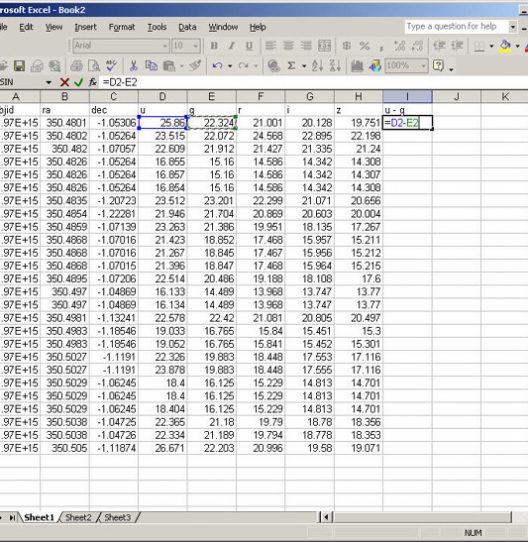 rosoft Excel - Book2
File Edit View Insert Format Tools Data Window Help Type a question for help
Arial 10 B I U $ % ,
Σ 100%
SIN =D2-E2
A B C D E F G H I J K
bjid ra dec u g r i z u - g
.97E+15 350.4801 -1.05306 25.86 22.324 21.001 20.128 19.751 =D2-E2
.97E+15 350.4802 -1.05264 23.515 22.072 24.568 22.895 22.198
.97E+15 350.482 -1.07057 22.609 21.912 21.427 21.335 21.24
.97E+15 350.4826 -1.05264 16.855 15.16 14.586 14.342 14.308
.97E+15 350.4826 -1.05264 16.857 15.16 14.586 14.342 14.307
.97E+15 350.4826 -1.05264 16.854 15.16 14.586 14.342 14.308
.97E+15 350.4835 -1.20723 23.512 23.201 22.299 21.071 20.656
.97E+15 350.4854 -1.22281 21.946 21.704 20.869 20.603 20.004
.97E+15 350.4859 -1.07139 23.263 21.386 19.951 18.135 17.267
.97E+15 350.4868 -1.07016 21.423 18.852 17.468 15.957 15.211
.97E+15 350.4868 -1.07016 21.267 18.845 17.467 15.956 15.212
.97E+15 350.4868 -1.07015 21.396 18.847 17.468 15.964 15.215
.97E+15 350.4895 -1.07206 22.514 20.486 19.188 18.108 17.6
.97E+15 350.497 -1.04869 16.133 14.489 13.968 13.747 13.77
.97E+15 350.497 -1.04869 16.134 14.489 13.968 13.747 13.77
.97E+15 350.4981 -1.13241 22.578 22.42 21.081 20.805 20.497
.97E+15 350.4983 -1.18546 19.033 16.765 15.84 15.451 15.3
.97E+15 350.4983 -1.18546 19.052 16.765 15.841 15.452 15.301
.97E+15 350.5027 -1.1191 22.326 19.883 18.448 17.553 17.116
.97E+15 350.5027 -1.1191 23.878 19.883 18.448 17.555 17.116
.97E+15 350.5029 -1.06245 18.4 16.125 15.229 14.813 14.701
.97E+15 350.5029 -1.06245 18.4 16.125 15.229 14.813 14.701
.97E+15 350.5029 -1.06245 18.404 16.125 15.229 14.813 14.701
.97E+15 350.5038 -1.04725 22.365 21.18 19.79 18.78 18.356
.97E+15 350.5038 -1.04726 22.334 21.189 19.794 18.778 18.353
.97E+15 350.505 -1.11874 26.671 22.203 20.996 19.58 19.071
Sheet1 Sheet2 Sheet3
NUM